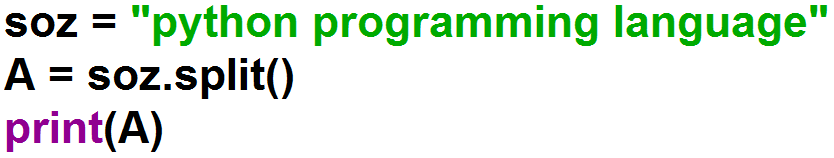 soz = "python programming language"
A = soz.split()
print(A)